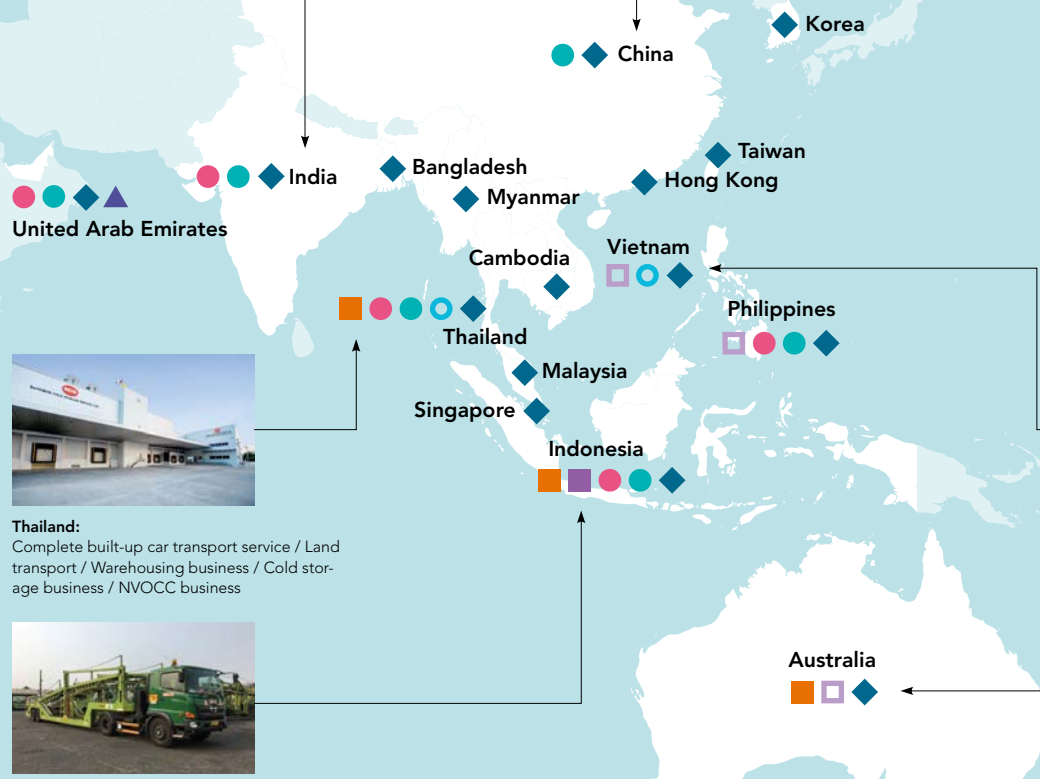 Korea
China
Taiwan
Bangladesh
India
Hong Kong
Myanmar
United Arab Emirates
Vietnam
Cambodia
Philippines
Thailand
Malaysia
Singapore
Indonesia
Thailand:
Complete built-up car transport service / Land
transport / Warehousing business / Cold stor-
age business / NVOCC business
Australia